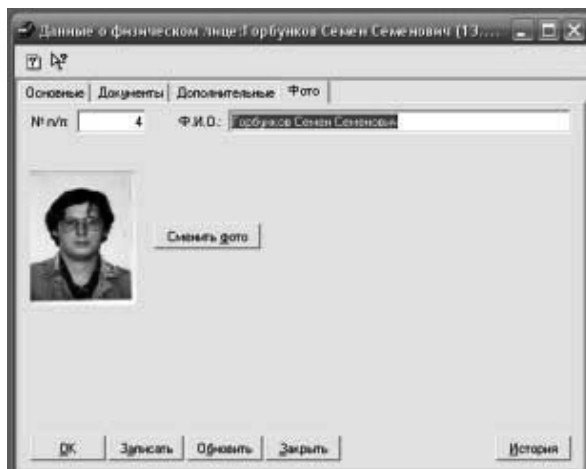 Данные о физическом лице:Горбунков Семен Семенович (13....
Основные Документы Дополнительные Фото
№ п/п: 4 Ф.И.О.: Горбунков Семен Семенович
Сменить фото
OK Записать Обновить Закрыть История